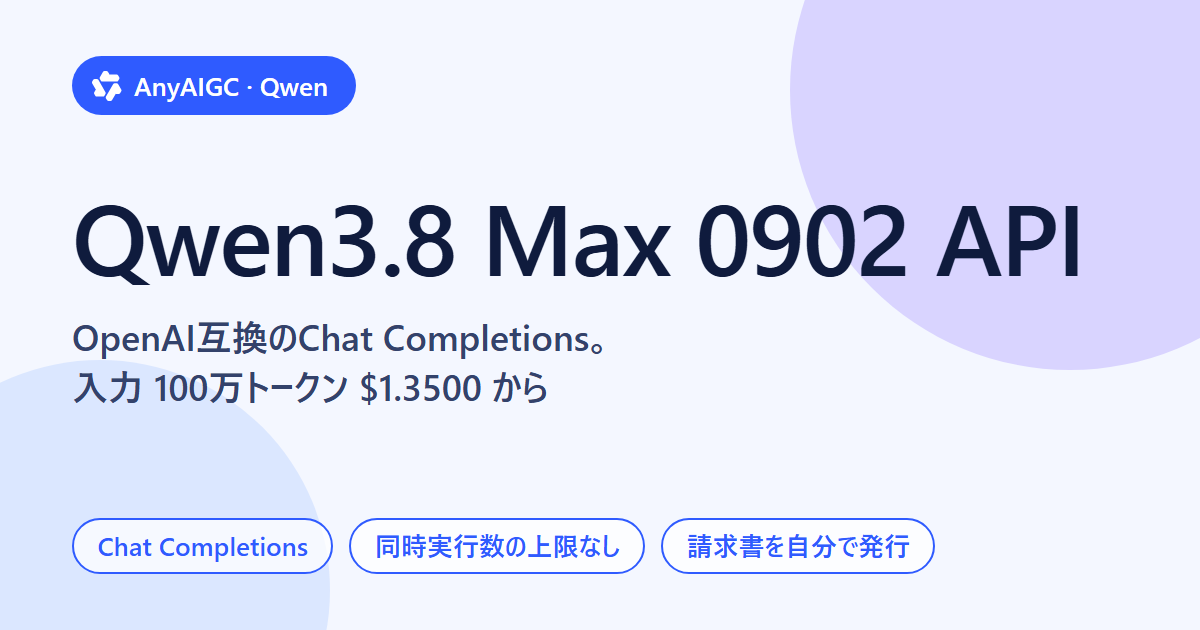 AnyAIGC · Qwen
Qwen3.8 Max 0902 API
OpenAI互換のChat Completions。
入力 100万トークン $1.3500 から
Chat Completions
同時実行数の上限なし
請求書を自分で発行